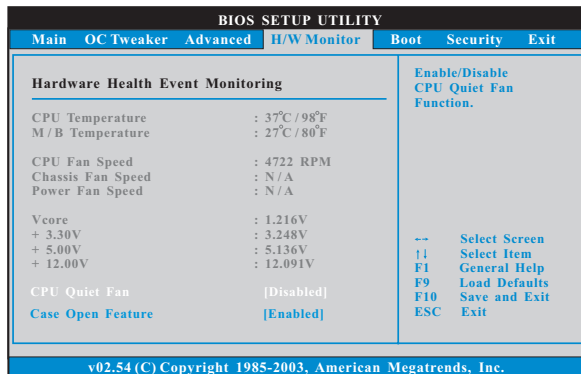 BIOS SETUP UTILITY
Main OC Tweaker Advanced H/W Monitor Boot Security Exit
Hardware Health Event Monitoring
CPU Temperature : 37°C / 98°F
M / B Temperature : 27°C / 80°F
CPU Fan Speed : 4722 RPM
Chassis Fan Speed : N / A
Power Fan Speed : N / A
Vcore : 1.216V
+ 3.30V : 3.248V
+ 5.00V : 5.136V
+ 12.00V : 12.091V
CPU Quiet Fan [Disabled]
Case Open Feature [Enabled]
Enable/Disable
CPU Quiet Fan
Function.
←→ Select Screen
↑↓ Select Item
F1 General Help
F9 Load Defaults
F10 Save and Exit
ESC Exit
v02.54 (C) Copyright 1985-2003, American Megatrends, Inc.